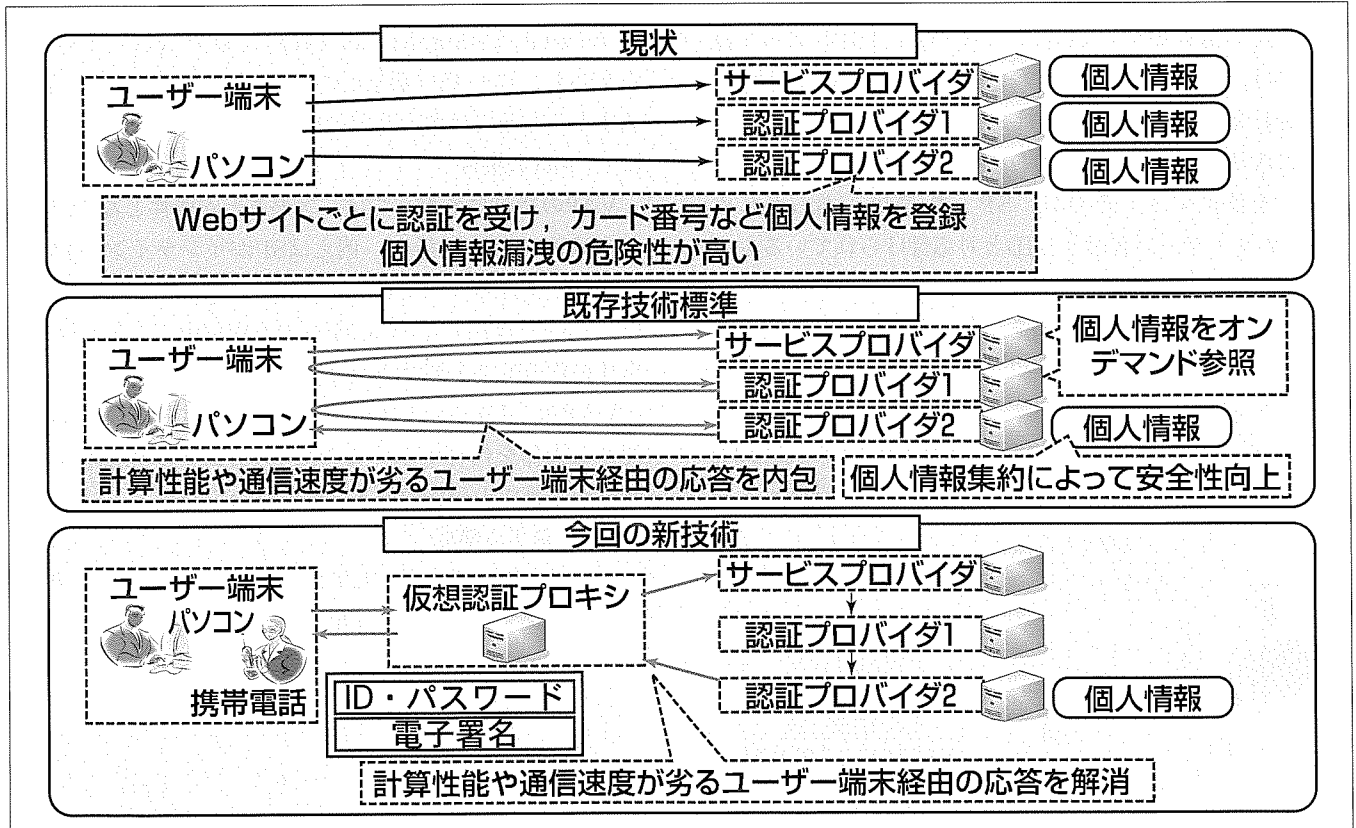 現状
ユーザー端末
パソコン
サービスプロバイダ
認証プロバイダ1
認証プロバイダ2
個人情報
個人情報
個人情報
Webサイトごとに認証を受け，カード番号など個人情報を登録
個人情報漏洩の危険性が高い
既存技術標準
ユーザー端末
パソコン
サービスプロバイダ
認証プロバイダ1
認証プロバイダ2
個人情報をオン
デマンド参照
個人情報
計算性能や通信速度が劣るユーザー端末経由の応答を内包
個人情報集約によって安全性向上
今回の新技術
ユーザー端末
パソコン
携帯電話
仮想認証プロキシ
ID・パスワード
電子署名
サービスプロバイダ
認証プロバイダ1
認証プロバイダ2
個人情報
計算性能や通信速度が劣るユーザー端末経由の応答を解消